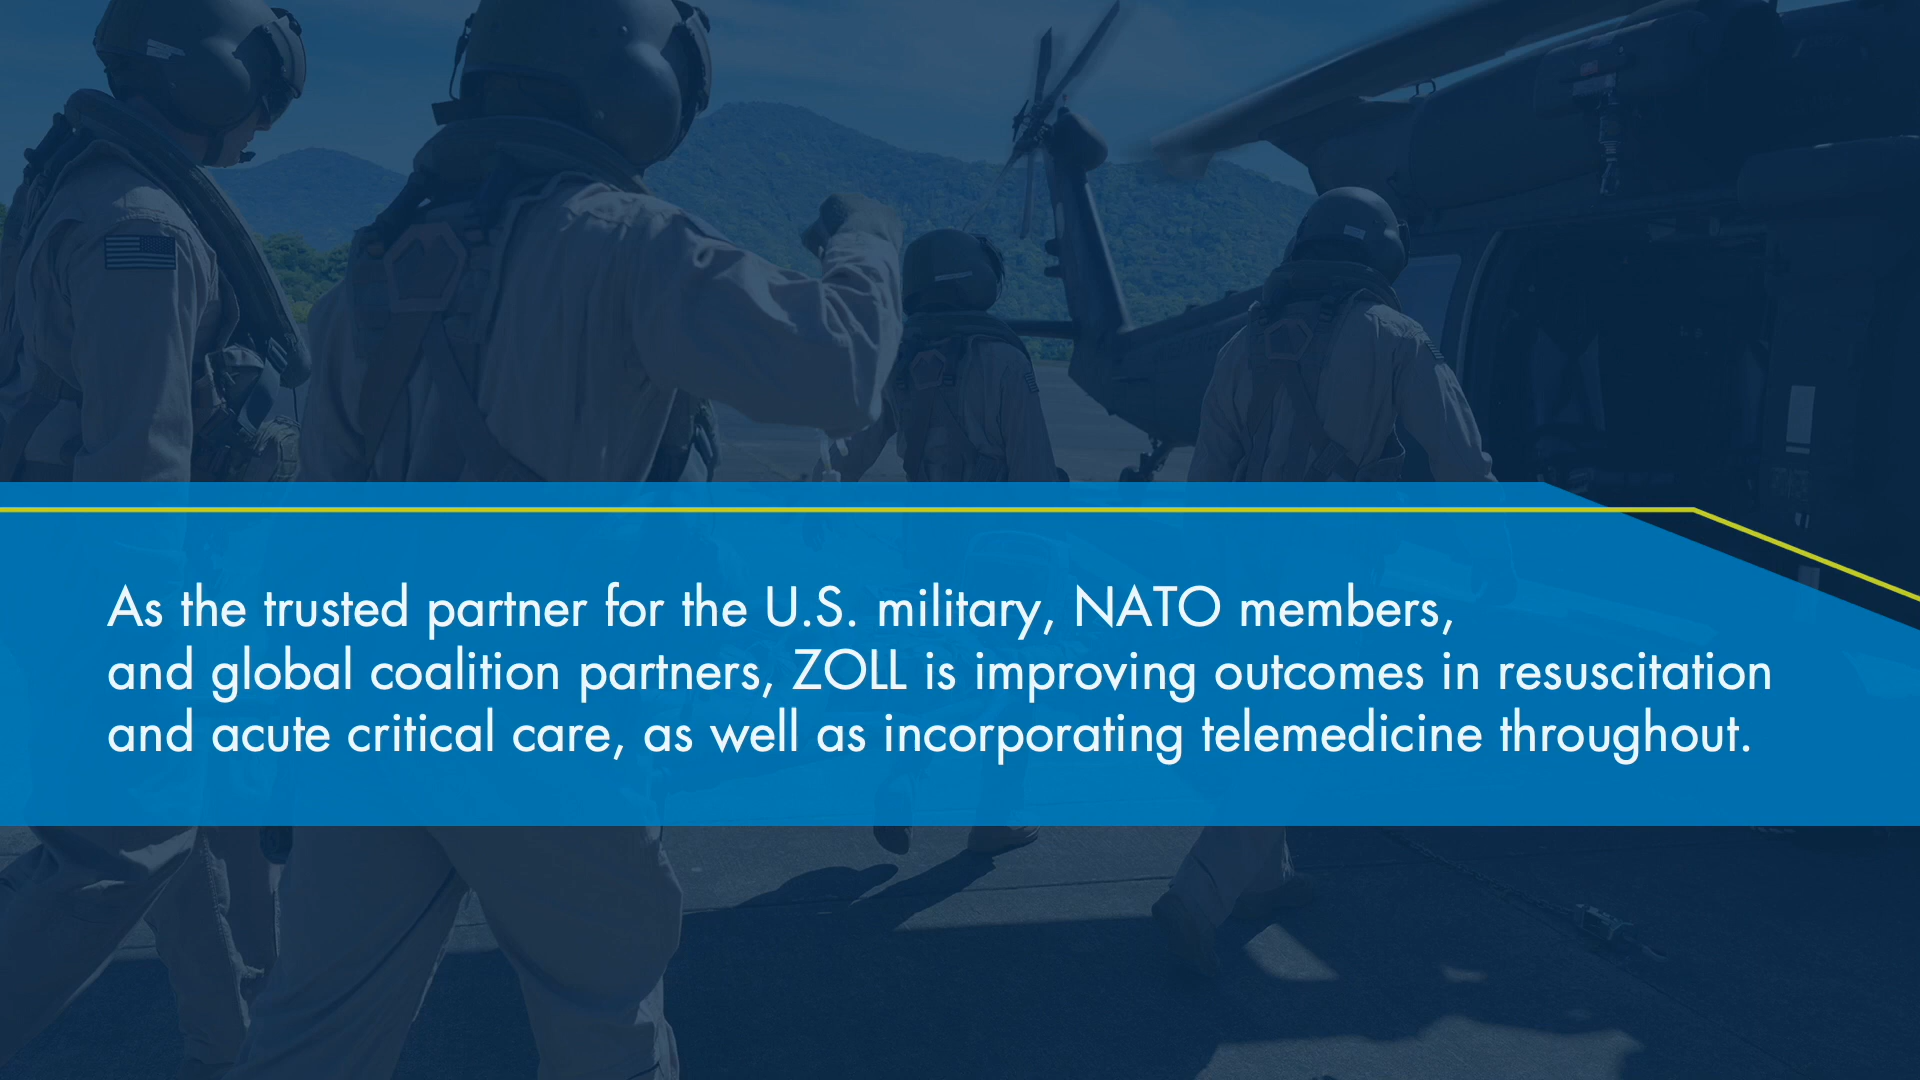 As the trusted partner for the U.S. military, NATO members,
and global coalition partners, ZOLL is improving outcomes in resuscitation
and acute critical care, as well as incorporating telemedicine throughout.